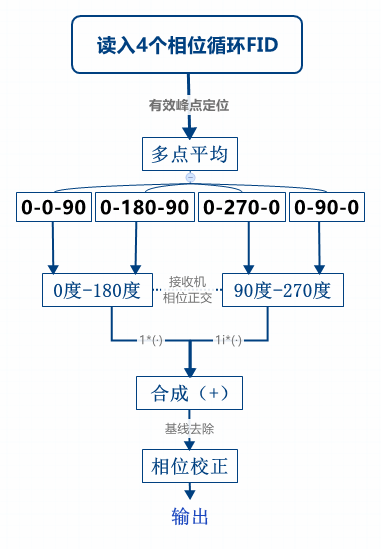 读入4个相位循环FID
有效峰点定位
多点平均
0-0-90
0-180-90
0-270-0
0-90-0
0度-180度
接收机
相位正交
90度-270度
1*(·)
1i*(·)
合成（+）
基线去除
相位校正
输出